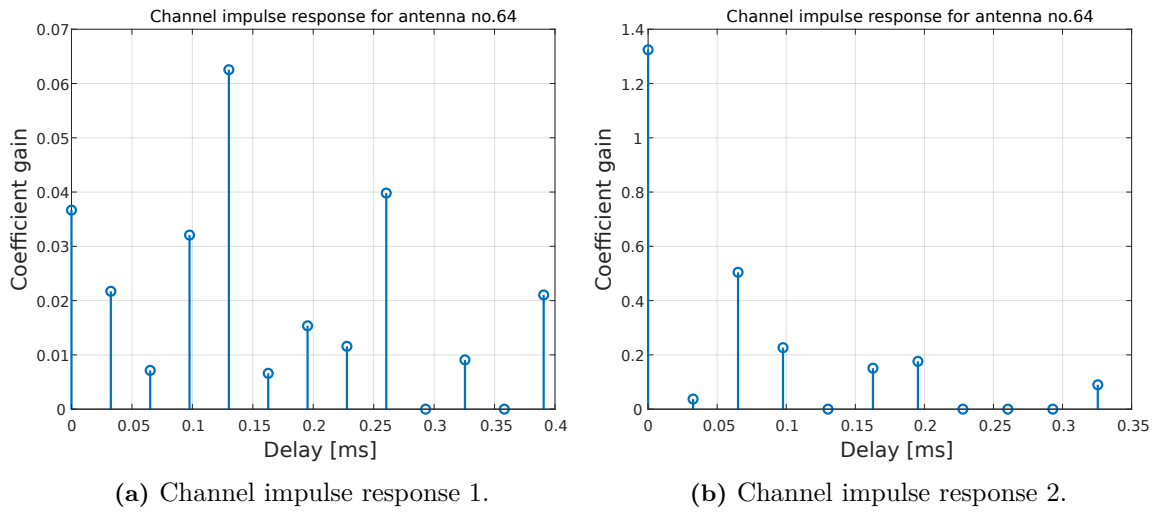 Channel impulse response for antenna no.64
0.07
0.06
0.05
0.04
0.03
0.02
0.01
0
Coefficient gain
0 0.05 0.1 0.15 0.2 0.25 0.3 0.35 0.4
Delay [ms]
(a) Channel impulse response 1.
Channel impulse response for antenna no.64
1.4
1.2
1
0.8
0.6
0.4
0.2
0
Coefficient gain
0 0.05 0.1 0.15 0.2 0.25 0.3 0.35
Delay [ms]
(b) Channel impulse response 2.